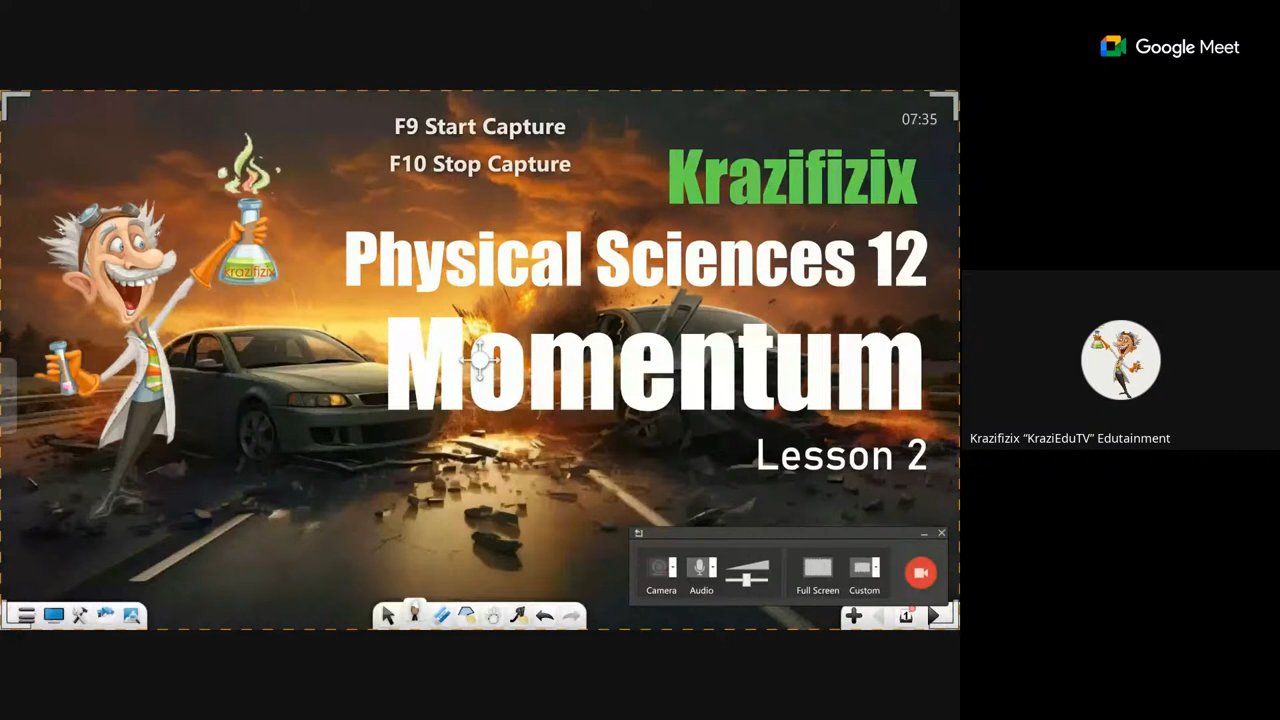 Google Meet
F9 Start Capture
07:35
F10 Stop Capture
Krazifizix
krazifizix
Physical Sciences 12
Momentum
Lesson 2
Krazifizix “KraziEduTV” Edutainment
Camera
Audio
Full Screen
Custom
1